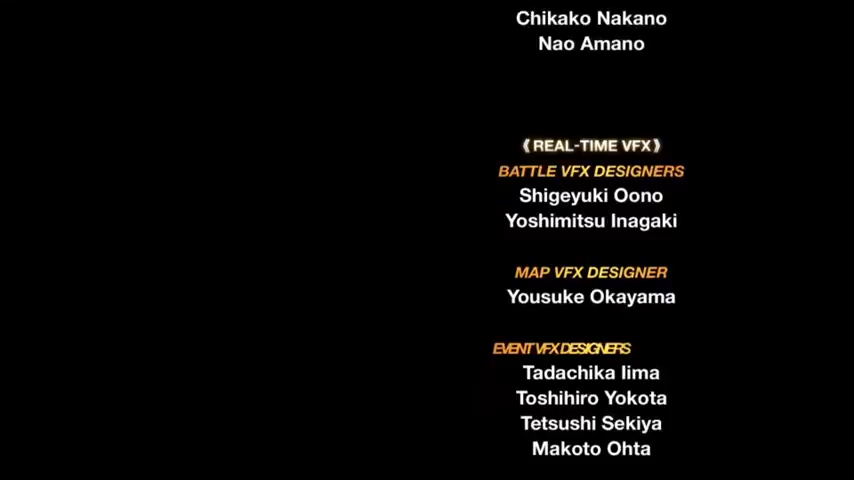 Chikako Nakano
Nao Amano
⟪ REAL-TIME VFX ⟫
BATTLE VFX DESIGNERS
Shigeyuki Oono
Yoshimitsu Inagaki
MAP VFX DESIGNER
Yousuke Okayama
EVENT VFX DESIGNERS
Tadachika Iima
Toshihiro Yokota
Tetsushi Sekiya
Makoto Ohta